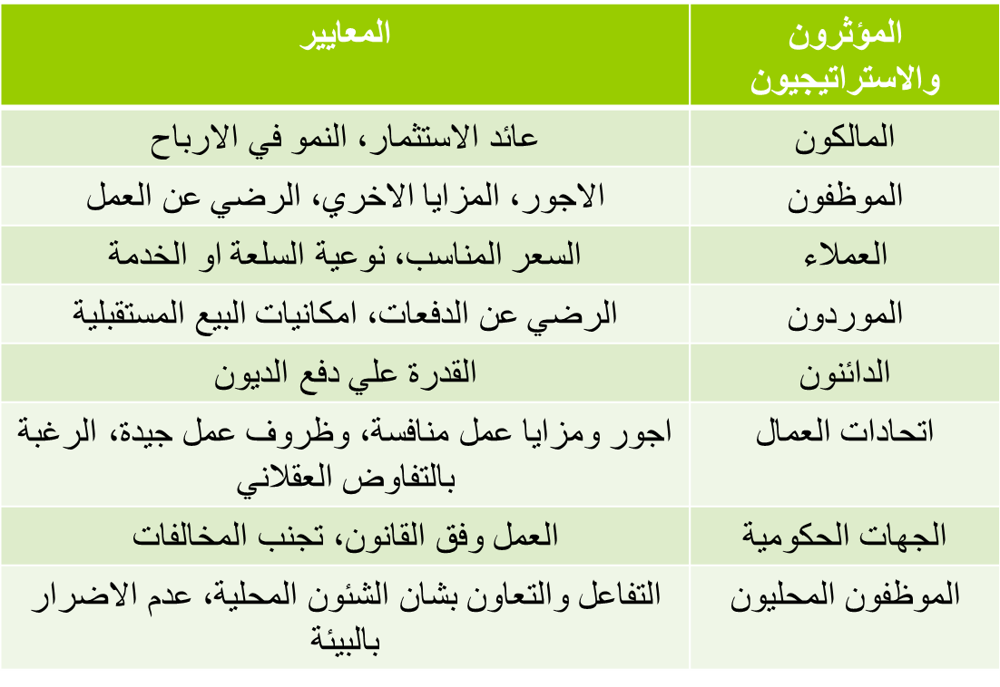 المؤثرون
والاستراتيجيون
المعايير
المالكون
عائد الاستثمار، النمو في الارباح
الموظفون
الاجور، المزايا الاخري، الرضي عن العمل
العملاء
السعر المناسب، نوعية السلعة او الخدمة
الموردون
الرضي عن الدفعات، امكانيات البيع المستقبلية
الدائنون
القدرة علي دفع الديون
اتحادات العمال
اجور ومزايا عمل منافسة، وظروف عمل جيدة، الرغبة
بالتفاوض العقلاني
الجهات الحكومية
العمل وفق القانون، تجنب المخالفات
الموظفون المحليون
التفاعل والتعاون بشان الشئون المحلية، عدم الاضرار
بالبيئة